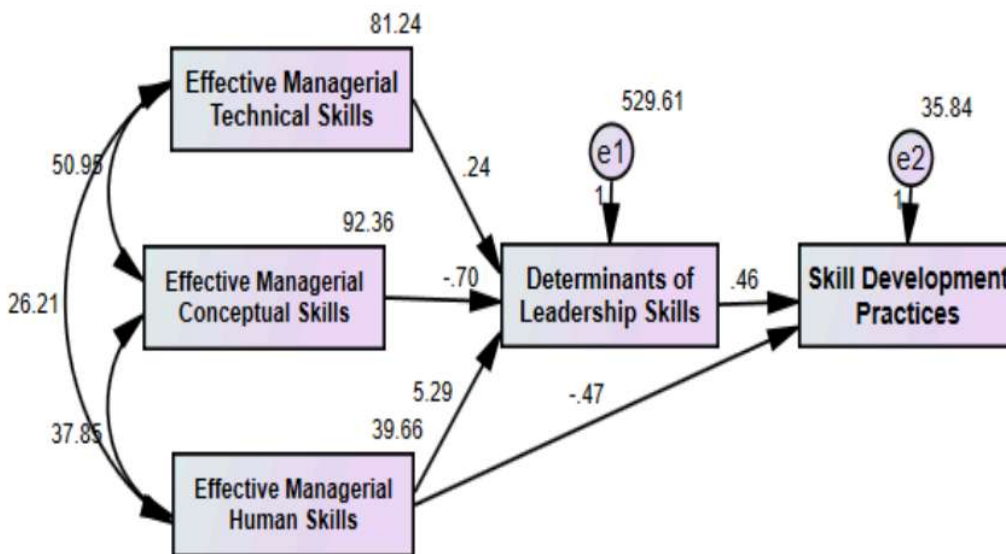 81.24
Effective Managerial
Technical Skills
529.61
35.84
e1
e2
50.95
.24
1
1
92.36
Effective Managerial
Conceptual Skills
-.70
Determinants of
Leadership Skills
.46
Skill Development
Practices
26.21
5.29
-.47
37.85
39.66
Effective Managerial
Human Skills